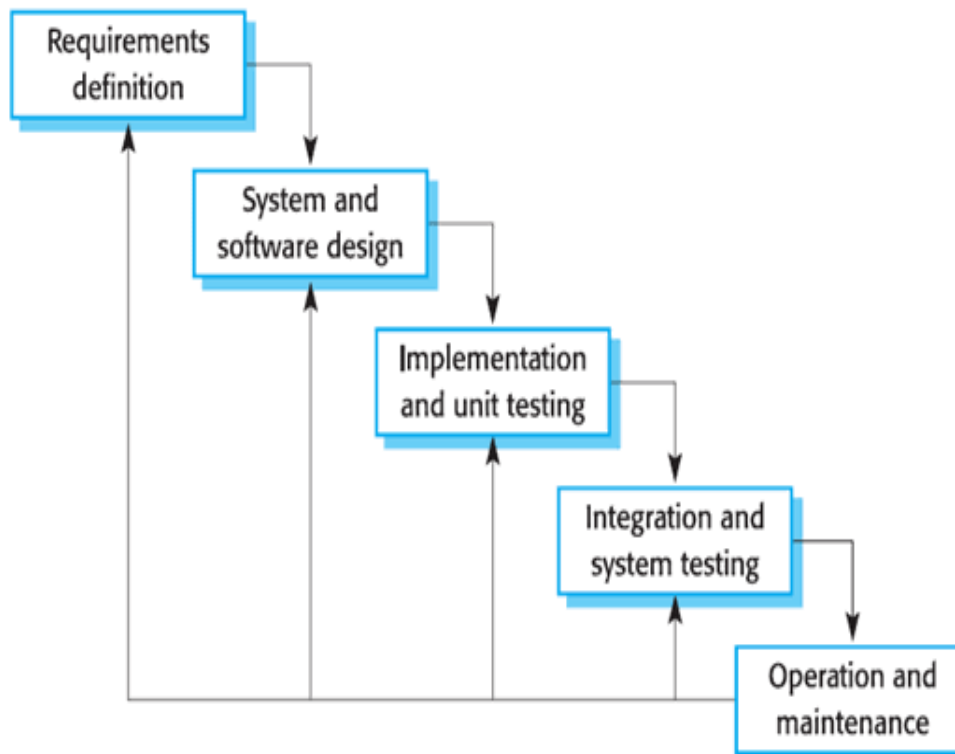 Requirements
definition
System and
software design
Implementation
and unit testing
Integration and
system testing
Operation and
maintenance